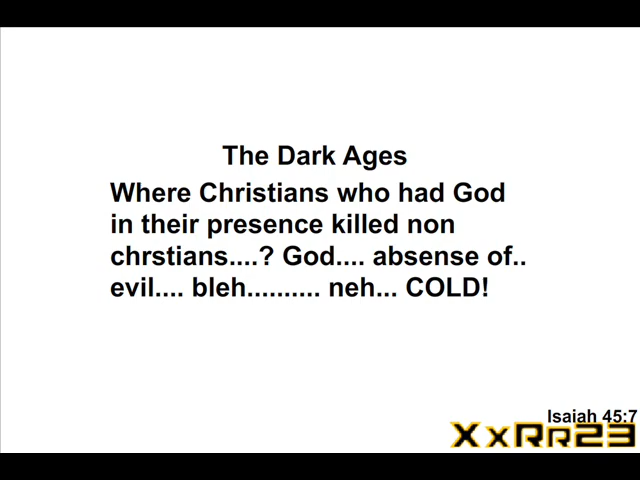 The Dark Ages
Where Christians who had God
in their presence killed non
chrstians....? God.... absense of..
evil.... bleh.......... neh... COLD!
Isaiah 45:7
XxRr23